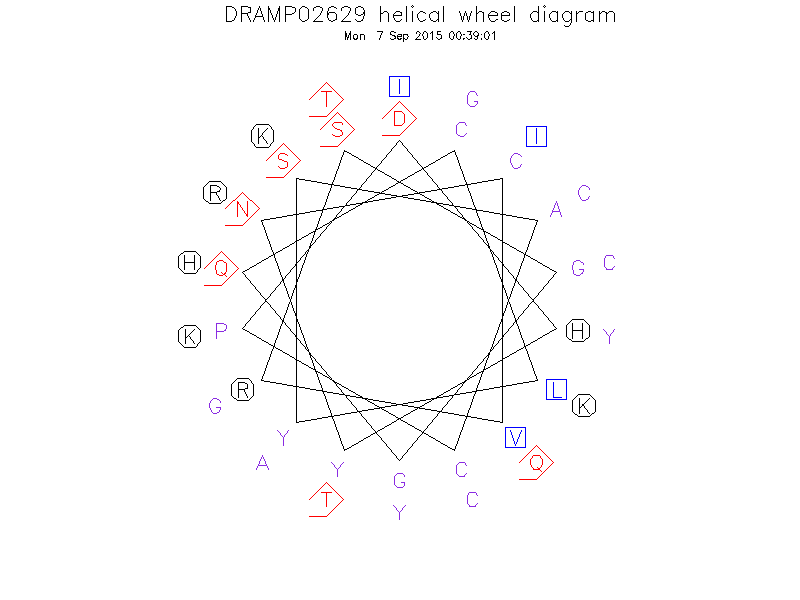 DRAMP02629 helical wheel diagram
Mon 7 Sep 2015 00:39:01
I
T G
D
S C
K I
S C
R C
N A
H Q G C
K P H Y
R L
G K
Y V
A Y C Q
G
T C
Y